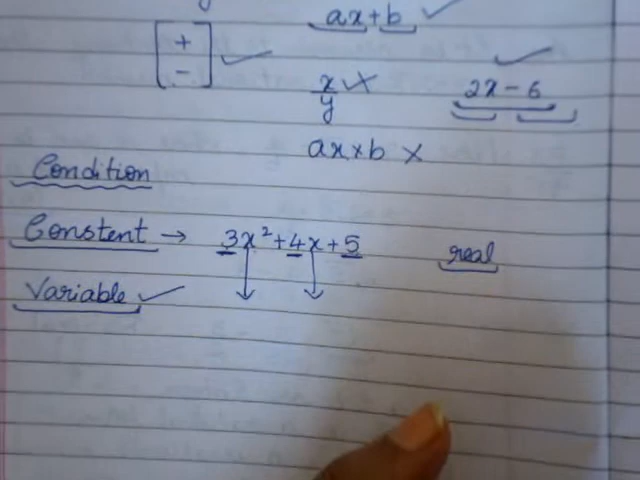 ax+b ✓
[+ -] ✓
x/y ✓ × 2x - 6
ax×b ×
Condition
Constent → 3x²+4x+5 real
Variable ✓